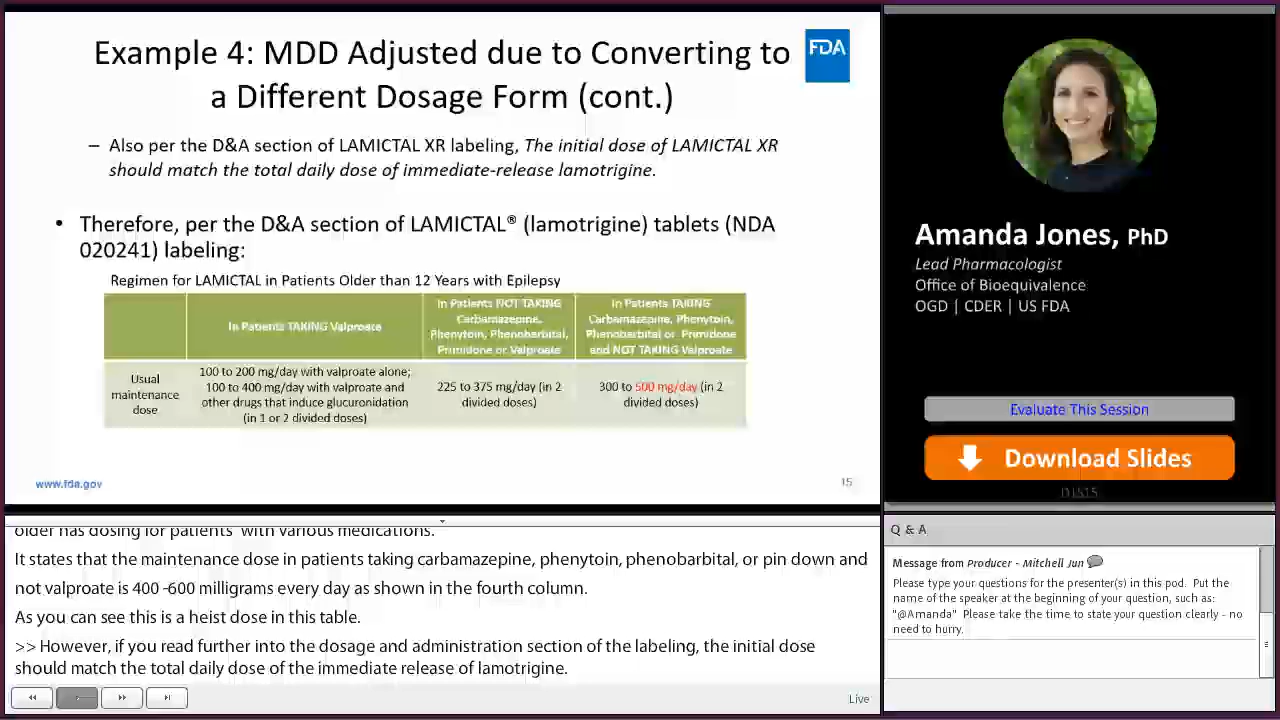 Example 4: MDD Adjusted due to Converting to
a Different Dosage Form (cont.)
FDA
– Also per the D&A section of LAMICTAL XR labeling, The initial dose of LAMICTAL XR
should match the total daily dose of immediate-release lamotrigine.
• Therefore, per the D&A section of LAMICTAL® (lamotrigine) tablets (NDA
020241) labeling:
Regimen for LAMICTAL in Patients Older than 12 Years with Epilepsy
In Patients TAKING Valproate
In Patients NOT TAKING
Carbamazepine,
Phenytoin, Phenobarbital,
Primidone or Valproate
In Patients TAKING
Carbamazepine, Phenytoin,
Phenobarbital or Primidone
and NOT TAKING Valproate
Usual
maintenance
dose
100 to 200 mg/day with valproate alone;
100 to 400 mg/day with valproate and
other drugs that induce glucuronidation
(in 1 or 2 divided doses)
225 to 375 mg/day (in 2
divided doses)
300 to 500 mg/day (in 2
divided doses)
www.fda.gov
15
Amanda Jones, PhD
Lead Pharmacologist
Office of Bioequivalence
OGD | CDER | US FDA
Evaluate This Session
Download Slides
D1S15
older has dosing for patients with various medications.
It states that the maintenance dose in patients taking carbamazepine, phenytoin, phenobarbital, or pin down and
not valproate is 400 -600 milligrams every day as shown in the fourth column.
As you can see this is a heist dose in this table.
>> However, if you read further into the dosage and administration section of the labeling, the initial dose
should match the total daily dose of the immediate release of lamotrigine.
Live
Q & A
Message from Producer - Mitchell Jun
Please type your questions for the presenter(s) in this pod. Put the
name of the speaker at the beginning of your question, such as:
"@Amanda" Please take the time to state your question clearly - no
need to hurry.